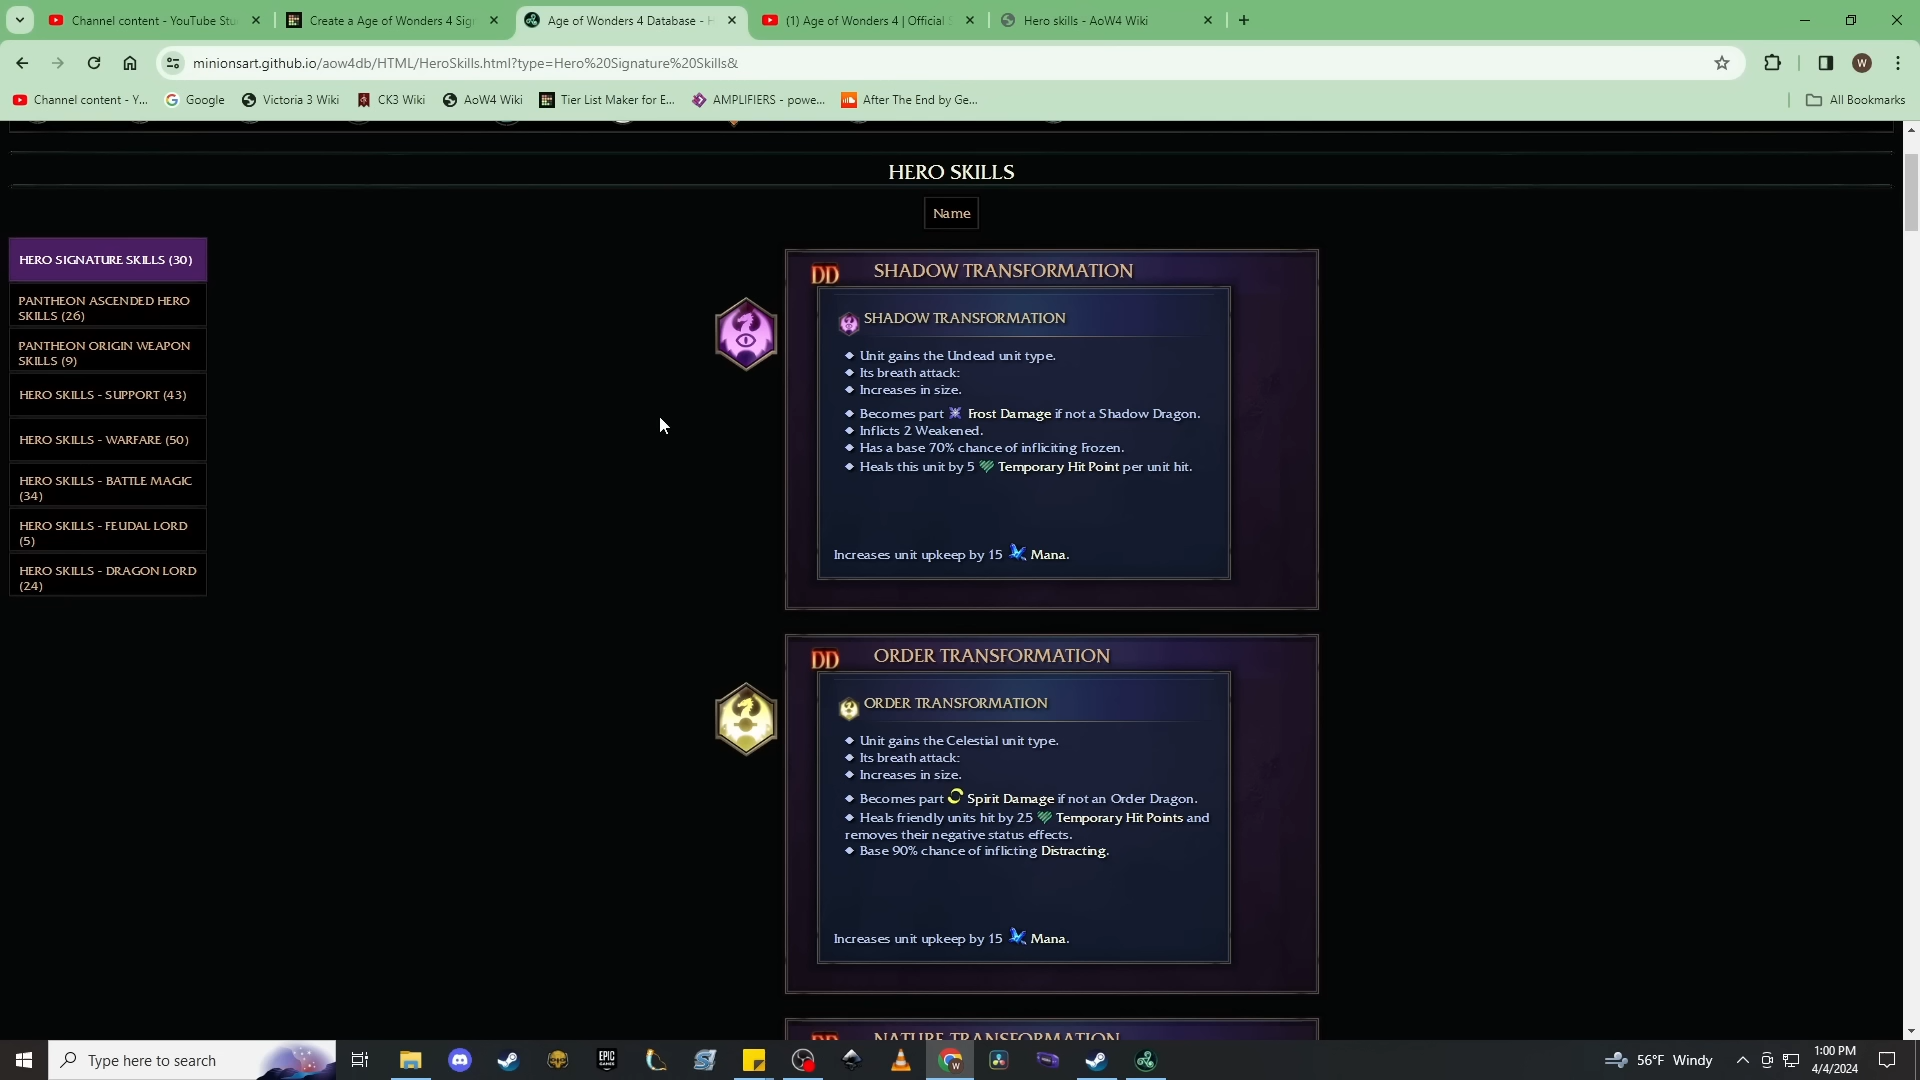 Channel content - YouTube Stu
Create a Age of Wonders 4 Sig
Age of Wonders 4 Database - H
(1) Age of Wonders 4 | Official S
Hero skills - AoW4 Wiki
minionsart.github.io/aow4db/HTML/HeroSkills.html?type=Hero%20Signature%20Skills&
W
Channel content - Y...
Google
Victoria 3 Wiki
CK3 Wiki
AoW4 Wiki
Tier List Maker for E...
AMPLIFIERS - powe...
After The End by Ge...
All Bookmarks
HERO SKILLS
Name
HERO SIGNATURE SKILLS (30)
PANTHEON ASCENDED HERO
SKILLS (26)
PANTHEON ORIGIN WEAPON
SKILLS (9)
HERO SKILLS - SUPPORT (43)
HERO SKILLS - WARFARE (50)
HERO SKILLS - BATTLE MAGIC
(34)
HERO SKILLS - FEUDAL LORD
(5)
HERO SKILLS - DRAGON LORD
(24)
DD SHADOW TRANSFORMATION
SHADOW TRANSFORMATION
Unit gains the Undead unit type.
Its breath attack:
Increases in size.
Becomes part Frost Damage if not a Shadow Dragon.
Inflicts 2 Weakened.
Has a base 70% chance of infliciting Frozen.
Heals this unit by 5 Temporary Hit Point per unit hit.
Increases unit upkeep by 15 Mana.
DD ORDER TRANSFORMATION
ORDER TRANSFORMATION
Unit gains the Celestial unit type.
Its breath attack:
Increases in size.
Becomes part Spirit Damage if not an Order Dragon.
Heals friendly units hit by 25 Temporary Hit Points and
removes their negative status effects.
Base 90% chance of inflicting Distracting.
Increases unit upkeep by 15 Mana.
DD NATURE TRANSFORMATION
Type here to search
EPIC
GAMES
W
56°F Windy
1:00 PM
4/4/2024